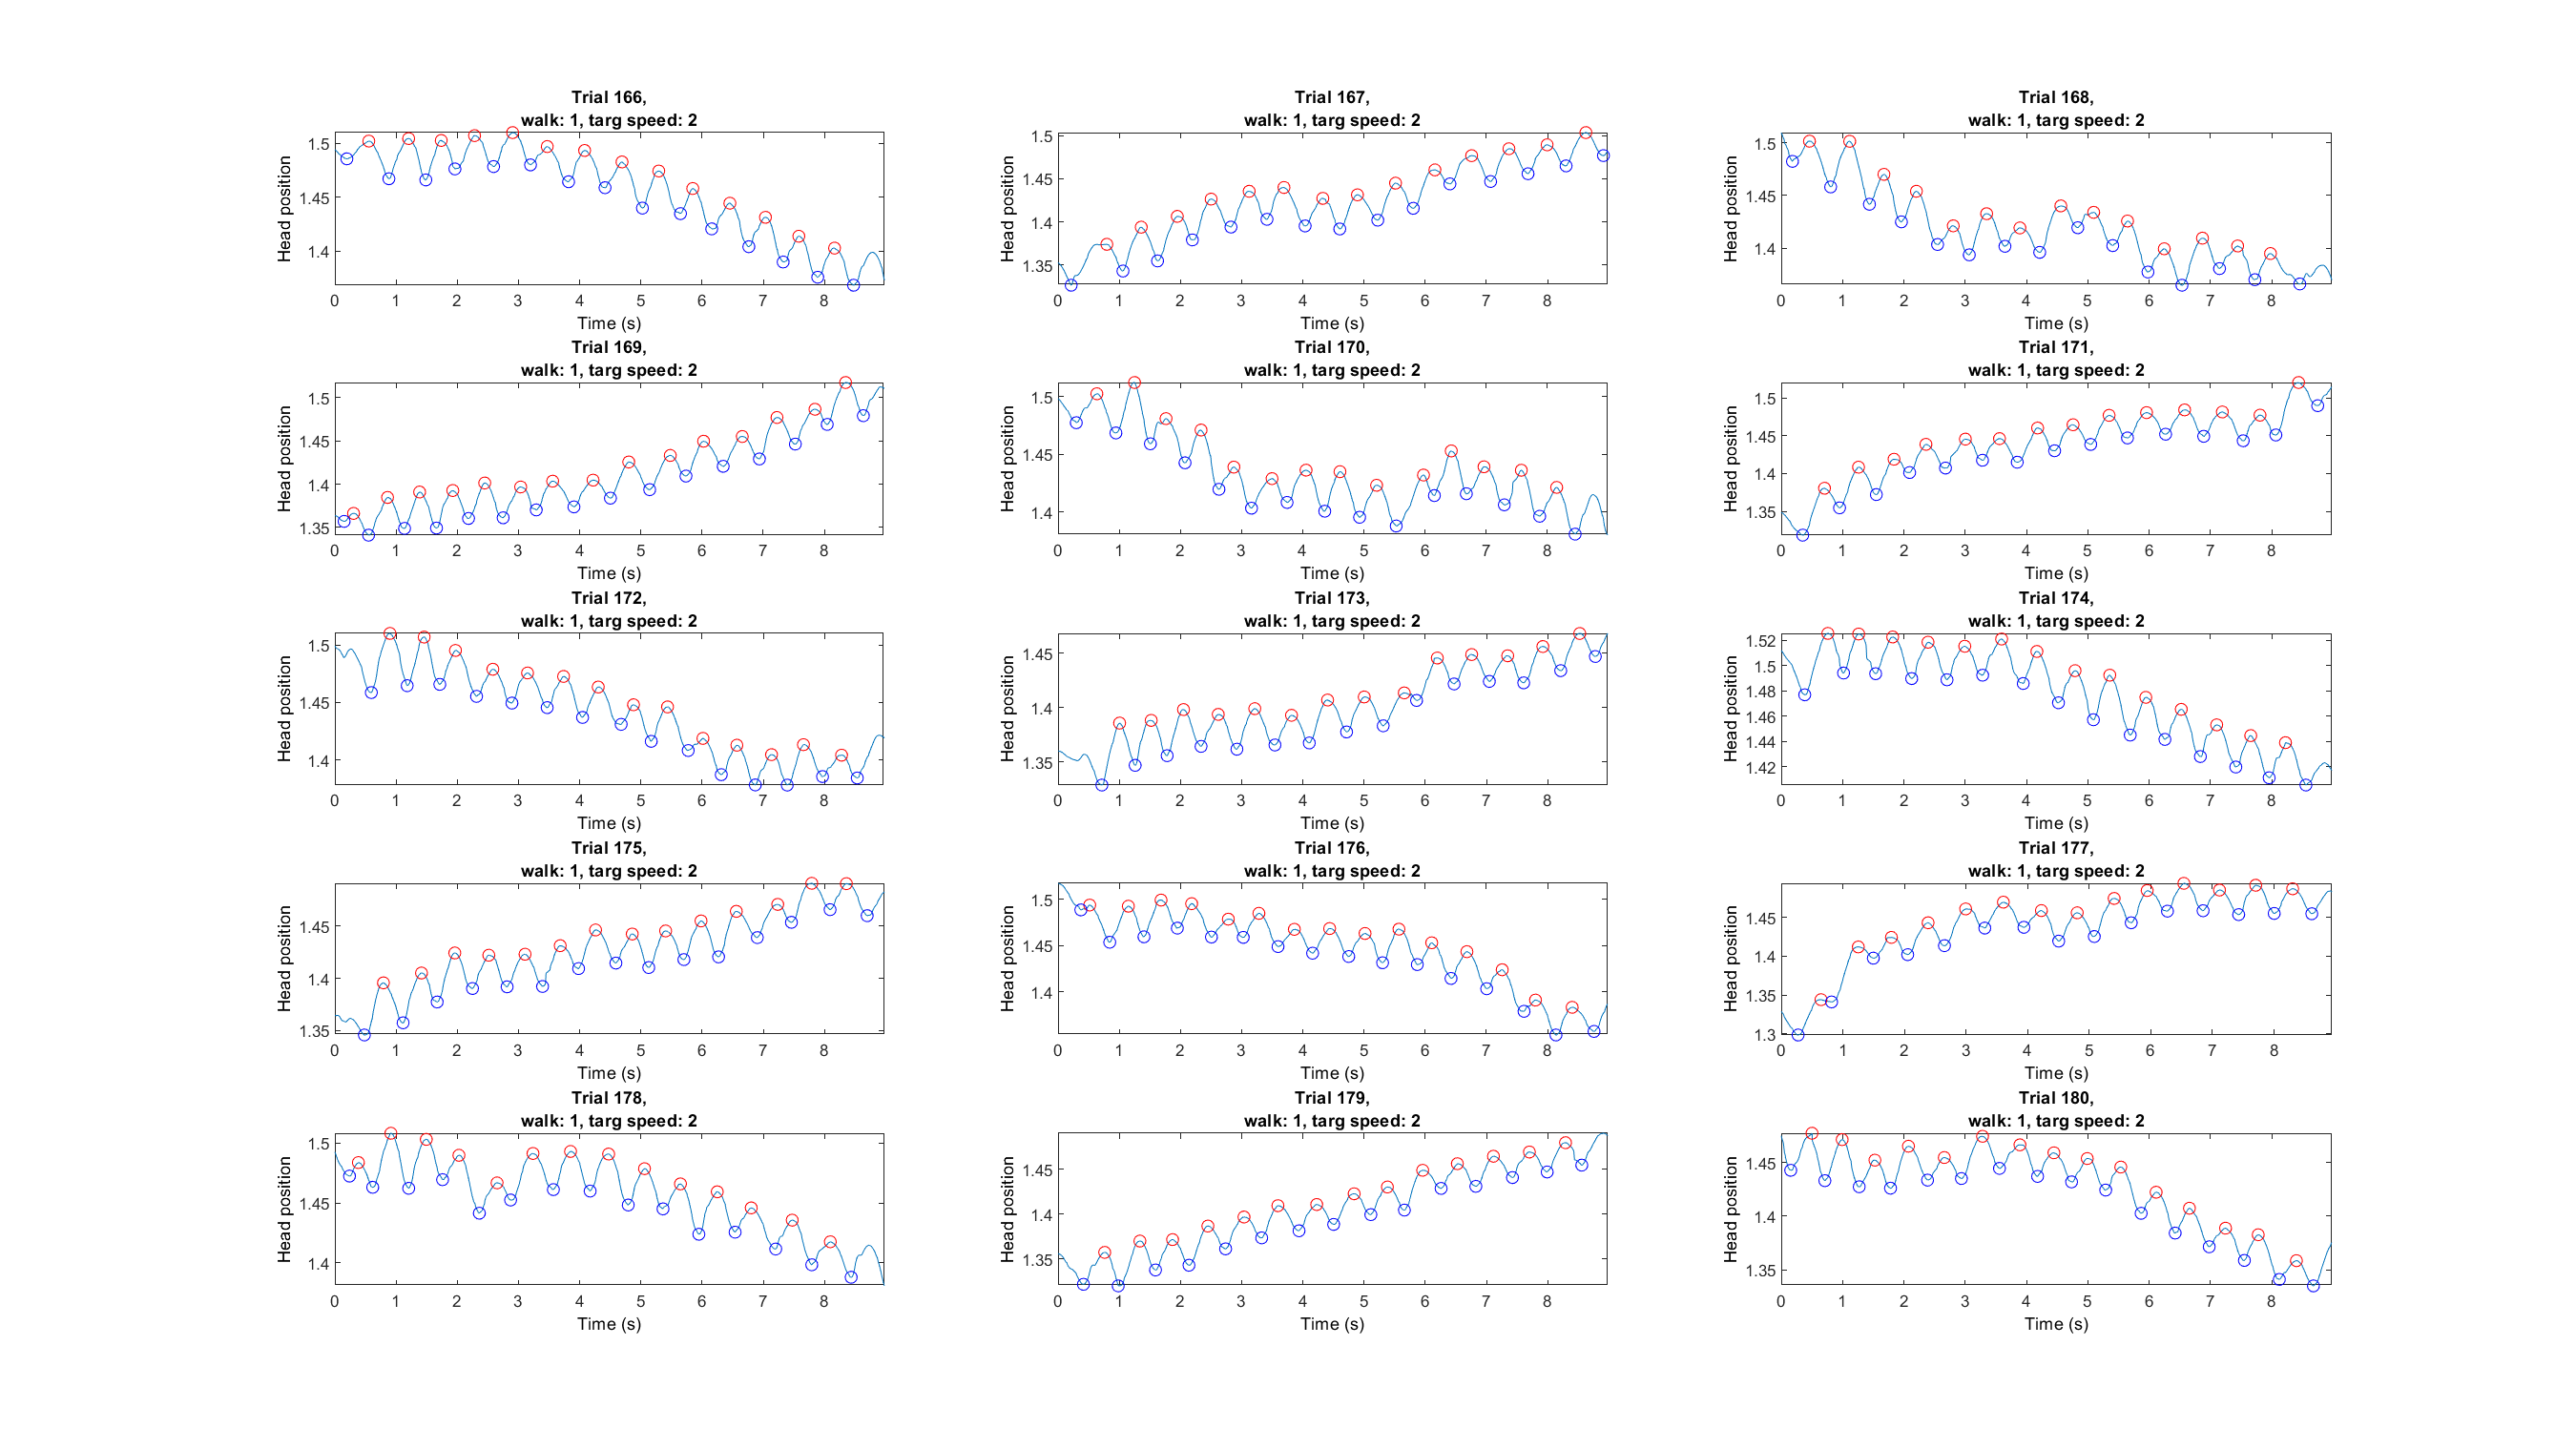 Trial 166,
walk: 1, targ speed: 2
1.5
1.45
1.4
Head position
0 1 2 3 4 5 6 7 8
Time (s)
Trial 167,
walk: 1, targ speed: 2
1.5
1.45
1.4
1.35
Head position
0 1 2 3 4 5 6 7 8
Time (s)
Trial 168,
walk: 1, targ speed: 2
1.5
1.45
1.4
Head position
0 1 2 3 4 5 6 7 8
Time (s)
Trial 169,
walk: 1, targ speed: 2
1.5
1.45
1.4
1.35
Head position
0 1 2 3 4 5 6 7 8
Time (s)
Trial 170,
walk: 1, targ speed: 2
1.5
1.45
1.4
Head position
0 1 2 3 4 5 6 7 8
Time (s)
Trial 171,
walk: 1, targ speed: 2
1.5
1.45
1.4
1.35
Head position
0 1 2 3 4 5 6 7 8
Time (s)
Trial 172,
walk: 1, targ speed: 2
1.5
1.45
1.4
Head position
0 1 2 3 4 5 6 7 8
Time (s)
Trial 173,
walk: 1, targ speed: 2
1.45
1.4
1.35
Head position
0 1 2 3 4 5 6 7 8
Time (s)
Trial 174,
walk: 1, targ speed: 2
1.52
1.5
1.48
1.46
1.44
1.42
Head position
0 1 2 3 4 5 6 7 8
Time (s)
Trial 175,
walk: 1, targ speed: 2
1.45
1.4
1.35
Head position
0 1 2 3 4 5 6 7 8
Time (s)
Trial 176,
walk: 1, targ speed: 2
1.5
1.45
1.4
Head position
0 1 2 3 4 5 6 7 8
Time (s)
Trial 177,
walk: 1, targ speed: 2
1.45
1.4
1.35
1.3
Head position
0 1 2 3 4 5 6 7 8
Time (s)
Trial 178,
walk: 1, targ speed: 2
1.5
1.45
1.4
Head position
0 1 2 3 4 5 6 7 8
Time (s)
Trial 179,
walk: 1, targ speed: 2
1.45
1.4
1.35
Head position
0 1 2 3 4 5 6 7 8
Time (s)
Trial 180,
walk: 1, targ speed: 2
1.45
1.4
1.35
Head position
0 1 2 3 4 5 6 7 8
Time (s)